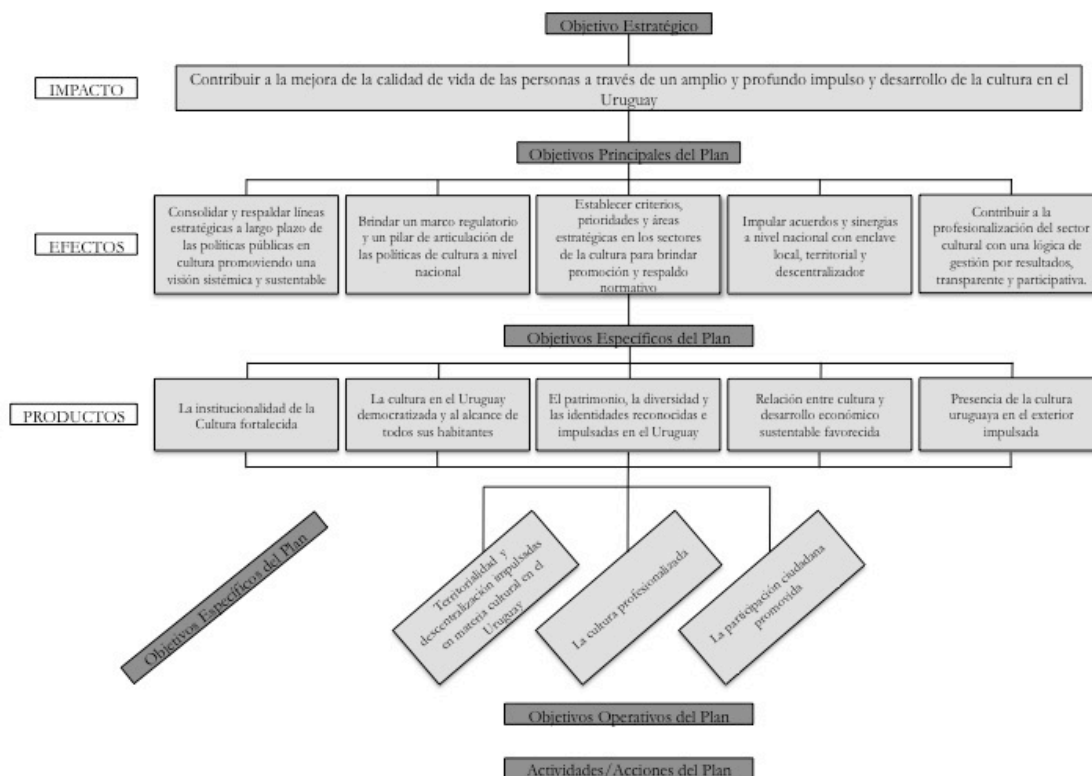 Objetivo Estratégico
IMPACTO
Contribuir a la mejora de la calidad de vida de las personas a través de un amplio y profundo impulso y desarrollo de la cultura en el
Uruguay
Objetivos Principales del Plan
EFECTOS
Consolidar y respaldar líneas
estratégicas a largo plazo de
las políticas públicas en
cultura promoviendo una
visión sistémica y sustentable
Brindar un marco regulatorio
y un pilar de articulación de
las políticas de cultura a nivel
nacional
Establecer criterios,
prioridades y áreas
estratégicas en los sectores
de la cultura para brindar
promoción y respaldo
normativo
Impular acuerdos y sinergias
a nivel nacional con enclave
local, territorial y
descentralizador
Contribuir a la
profesionalización del sector
cultural con una lógica de
gestión por resultados,
transparente y participativa.
Objetivos Específicos del Plan
PRODUCTOS
La institucionalidad de la
Cultura fortalecida
La cultura en el Uruguay
democratizada y al alcance de
todos sus habitantes
El patrimonio, la diversidad y
las identidades reconocidas e
impulsadas en el Uruguay
Relación entre cultura y
desarrollo económico
sustentable favorecida
Presencia de la cultura
uruguaya en el exterior
impulsada
Objetivos Específicos del Plan
Territorialidad y
descentralización impulsadas
en materia cultural en el
Uruguay
La cultura profesionalizada
La participación ciudadana
promovida
Objetivos Operativos del Plan
Actividades/Acciones del Plan